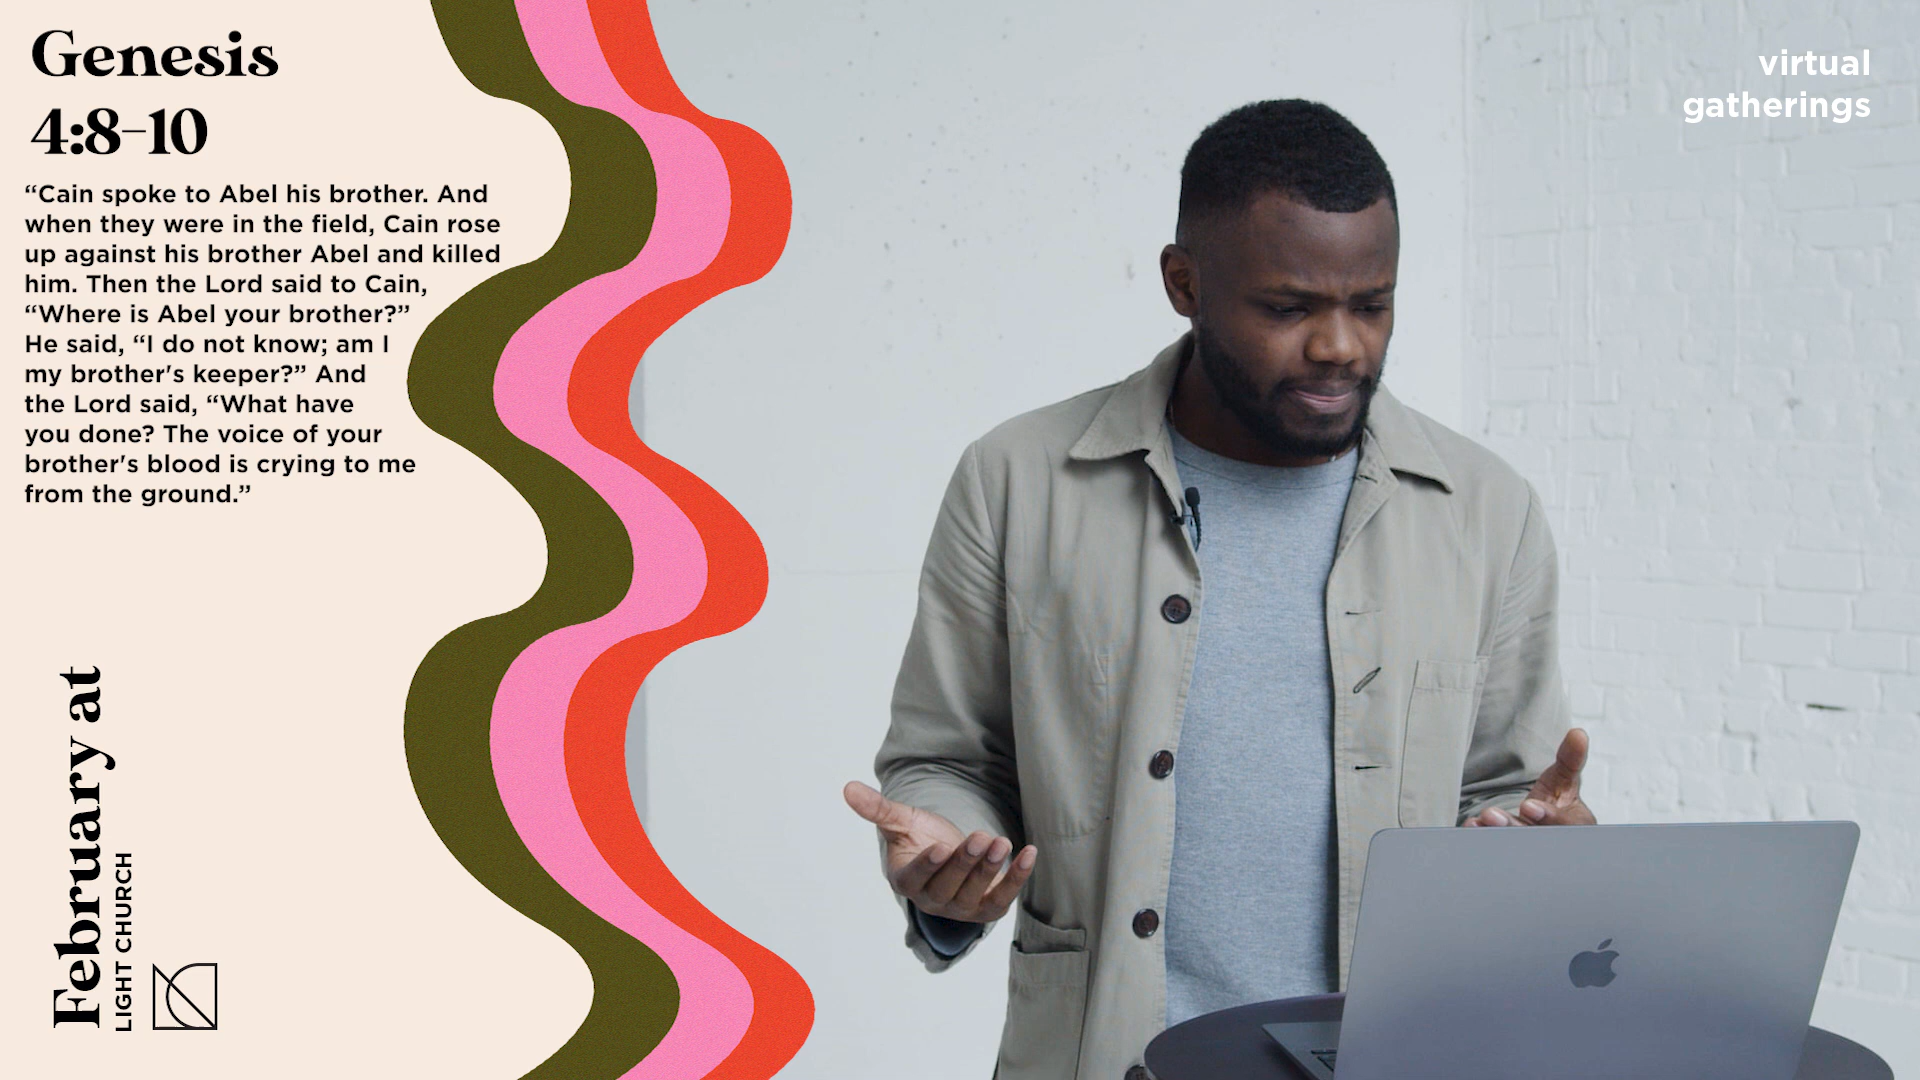 Genesis
4:8–10
“Cain spoke to Abel his brother. And
when they were in the field, Cain rose
up against his brother Abel and killed
him. Then the Lord said to Cain,
“Where is Abel your brother?”
He said, “I do not know; am I
my brother's keeper?” And
the Lord said, “What have
you done? The voice of your
brother's blood is crying to me
from the ground.”
February at
LIGHT CHURCH
virtual
gatherings